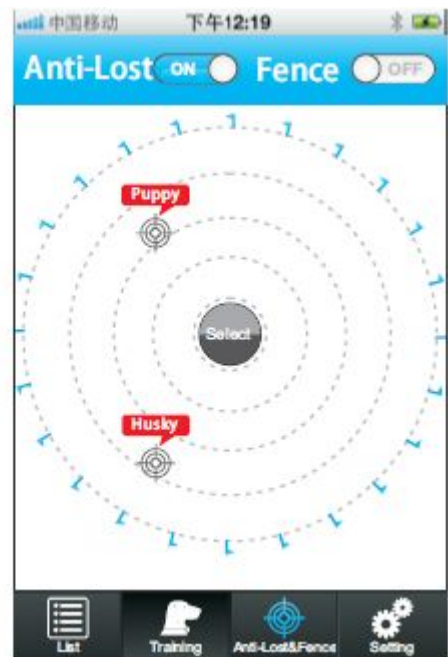 中国移动 下午12:19
Anti-Lost ON Fence OFF
Puppy
Select
Husky
List Training Anti-Lost&Fence Setting